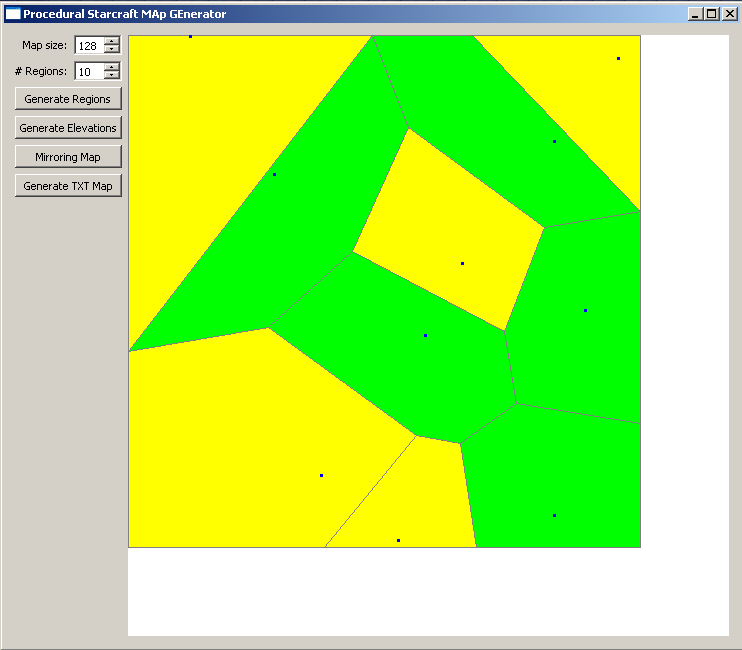 Procedural Starcraft MAp GEnerator
Map size: 128
# Regions: 10
Generate Regions
Generate Elevations
Mirroring Map
Generate TXT Map